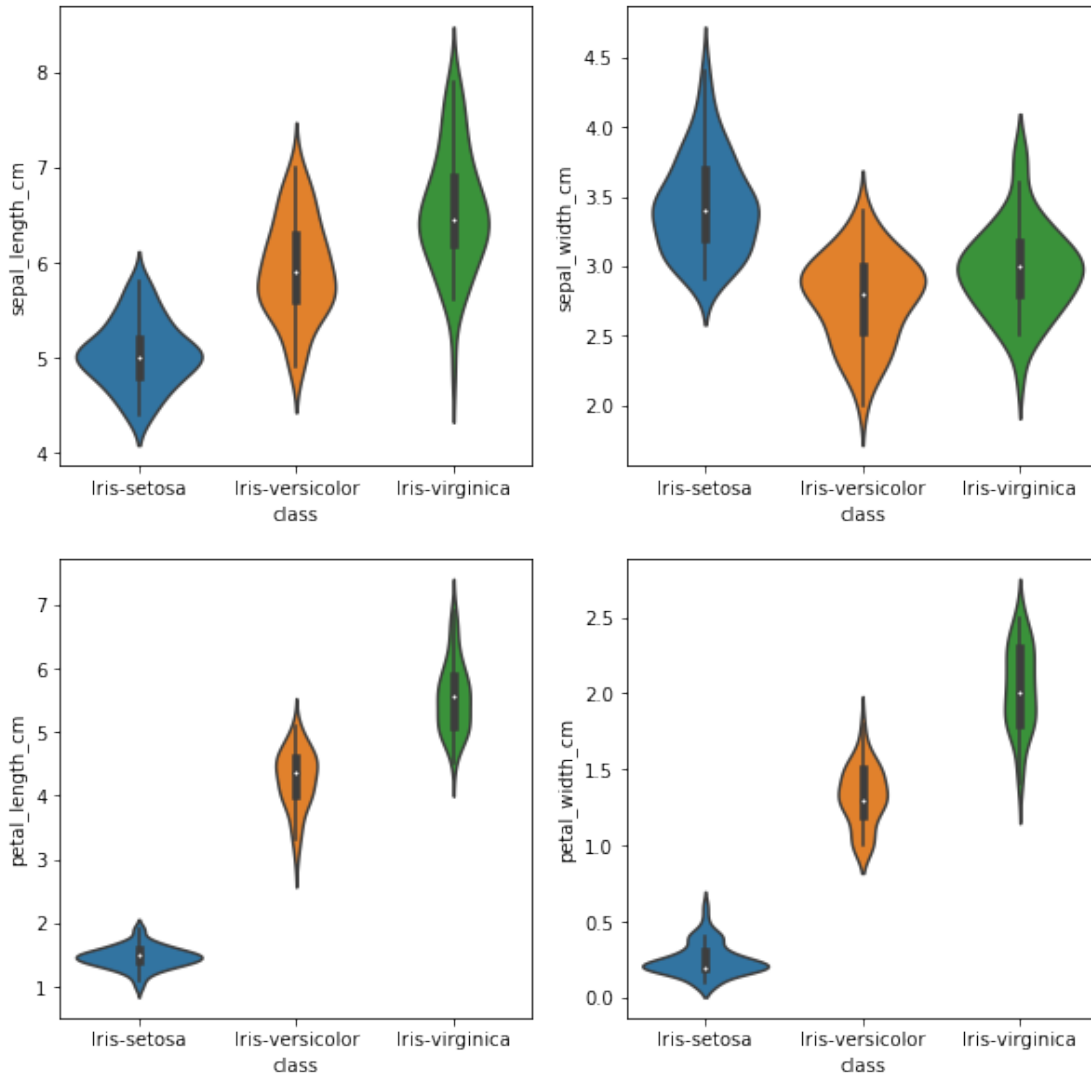 sepal_length_cm
8
7
6
5
4
Iris-setosa Iris-versicolor Iris-virginica
class
sepal_width_cm
4.5
4.0
3.5
3.0
2.5
2.0
Iris-setosa Iris-versicolor Iris-virginica
class
petal_length_cm
7
6
5
4
3
2
1
Iris-setosa Iris-versicolor Iris-virginica
class
petal_width_cm
2.5
2.0
1.5
1.0
0.5
0.0
Iris-setosa Iris-versicolor Iris-virginica
class